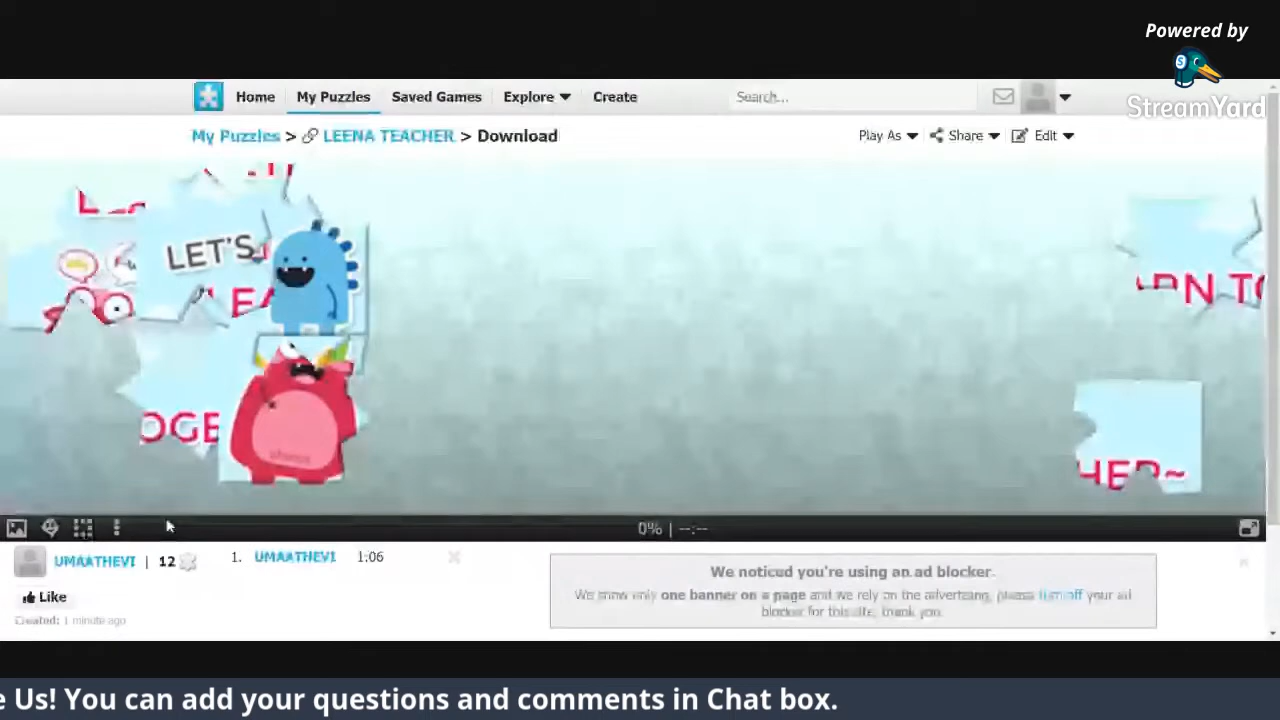 Powered by
StreamYard
Home My Puzzles Saved Games Explore Create Search...
My Puzzles > LEENA TEACHER > Download Play As Share Edit
LET'S
LEA
RN TO
OGE
HER~
0% | --:--
UMAATHEVI | 12 1. UMAATHEVI 1:06
We noticed you're using an ad blocker.
Like
We show only one banner on a page and we rely on the advertising, please turn off your ad
blocker for this site, thank you.
Created: 1 minute ago
e Us! You can add your questions and comments in Chat box.